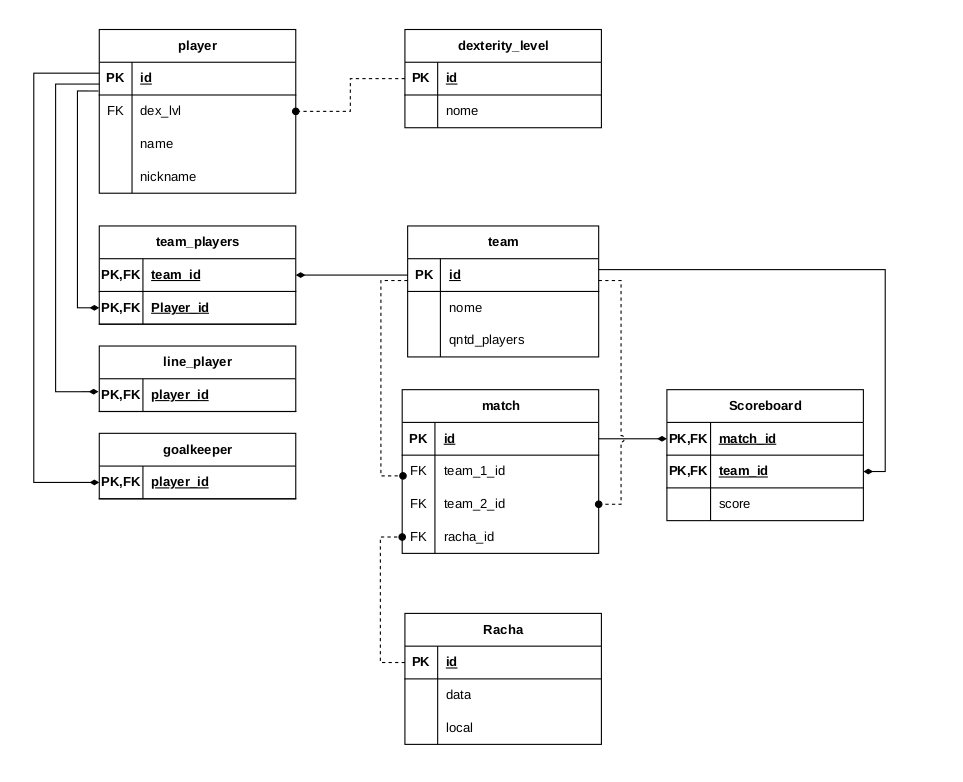 player
PK id
FK dex_lvl
name
nickname
dexterity_level
PK id
nome
team_players
PK,FK team_id
PK,FK Player_id
team
PK id
nome
qntd_players
line_player
PK,FK player_id
goalkeeper
PK,FK player_id
match
PK id
FK team_1_id
FK team_2_id
FK racha_id
Scoreboard
PK,FK match_id
PK,FK team_id
score
Racha
PK id
data
local